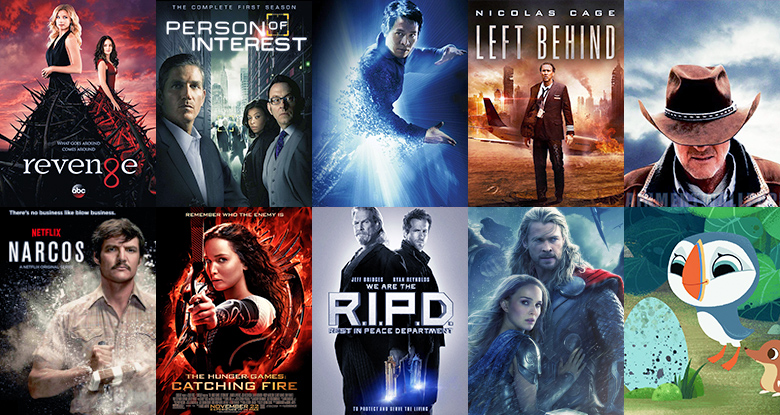 WHAT GOES AROUND
COMES AROUND
revenge
abc
THE COMPLETE FIRST SEASON
PERSON OF
INTEREST
NICOLAS CAGE
LEFT BEHIND
There's no business like blow business.
NETFLIX
NARCOS
A NETFLIX ORIGINAL SERIES
REMEMBER WHO THE ENEMY IS
THE HUNGER GAMES
CATCHING FIRE
NOVEMBER 22
JEFF BRIDGES RYAN REYNOLDS
WE ARE THE
R.I.P.D.
REST IN PEACE DEPARTMENT
TO PROTECT AND SERVE THE LIVING